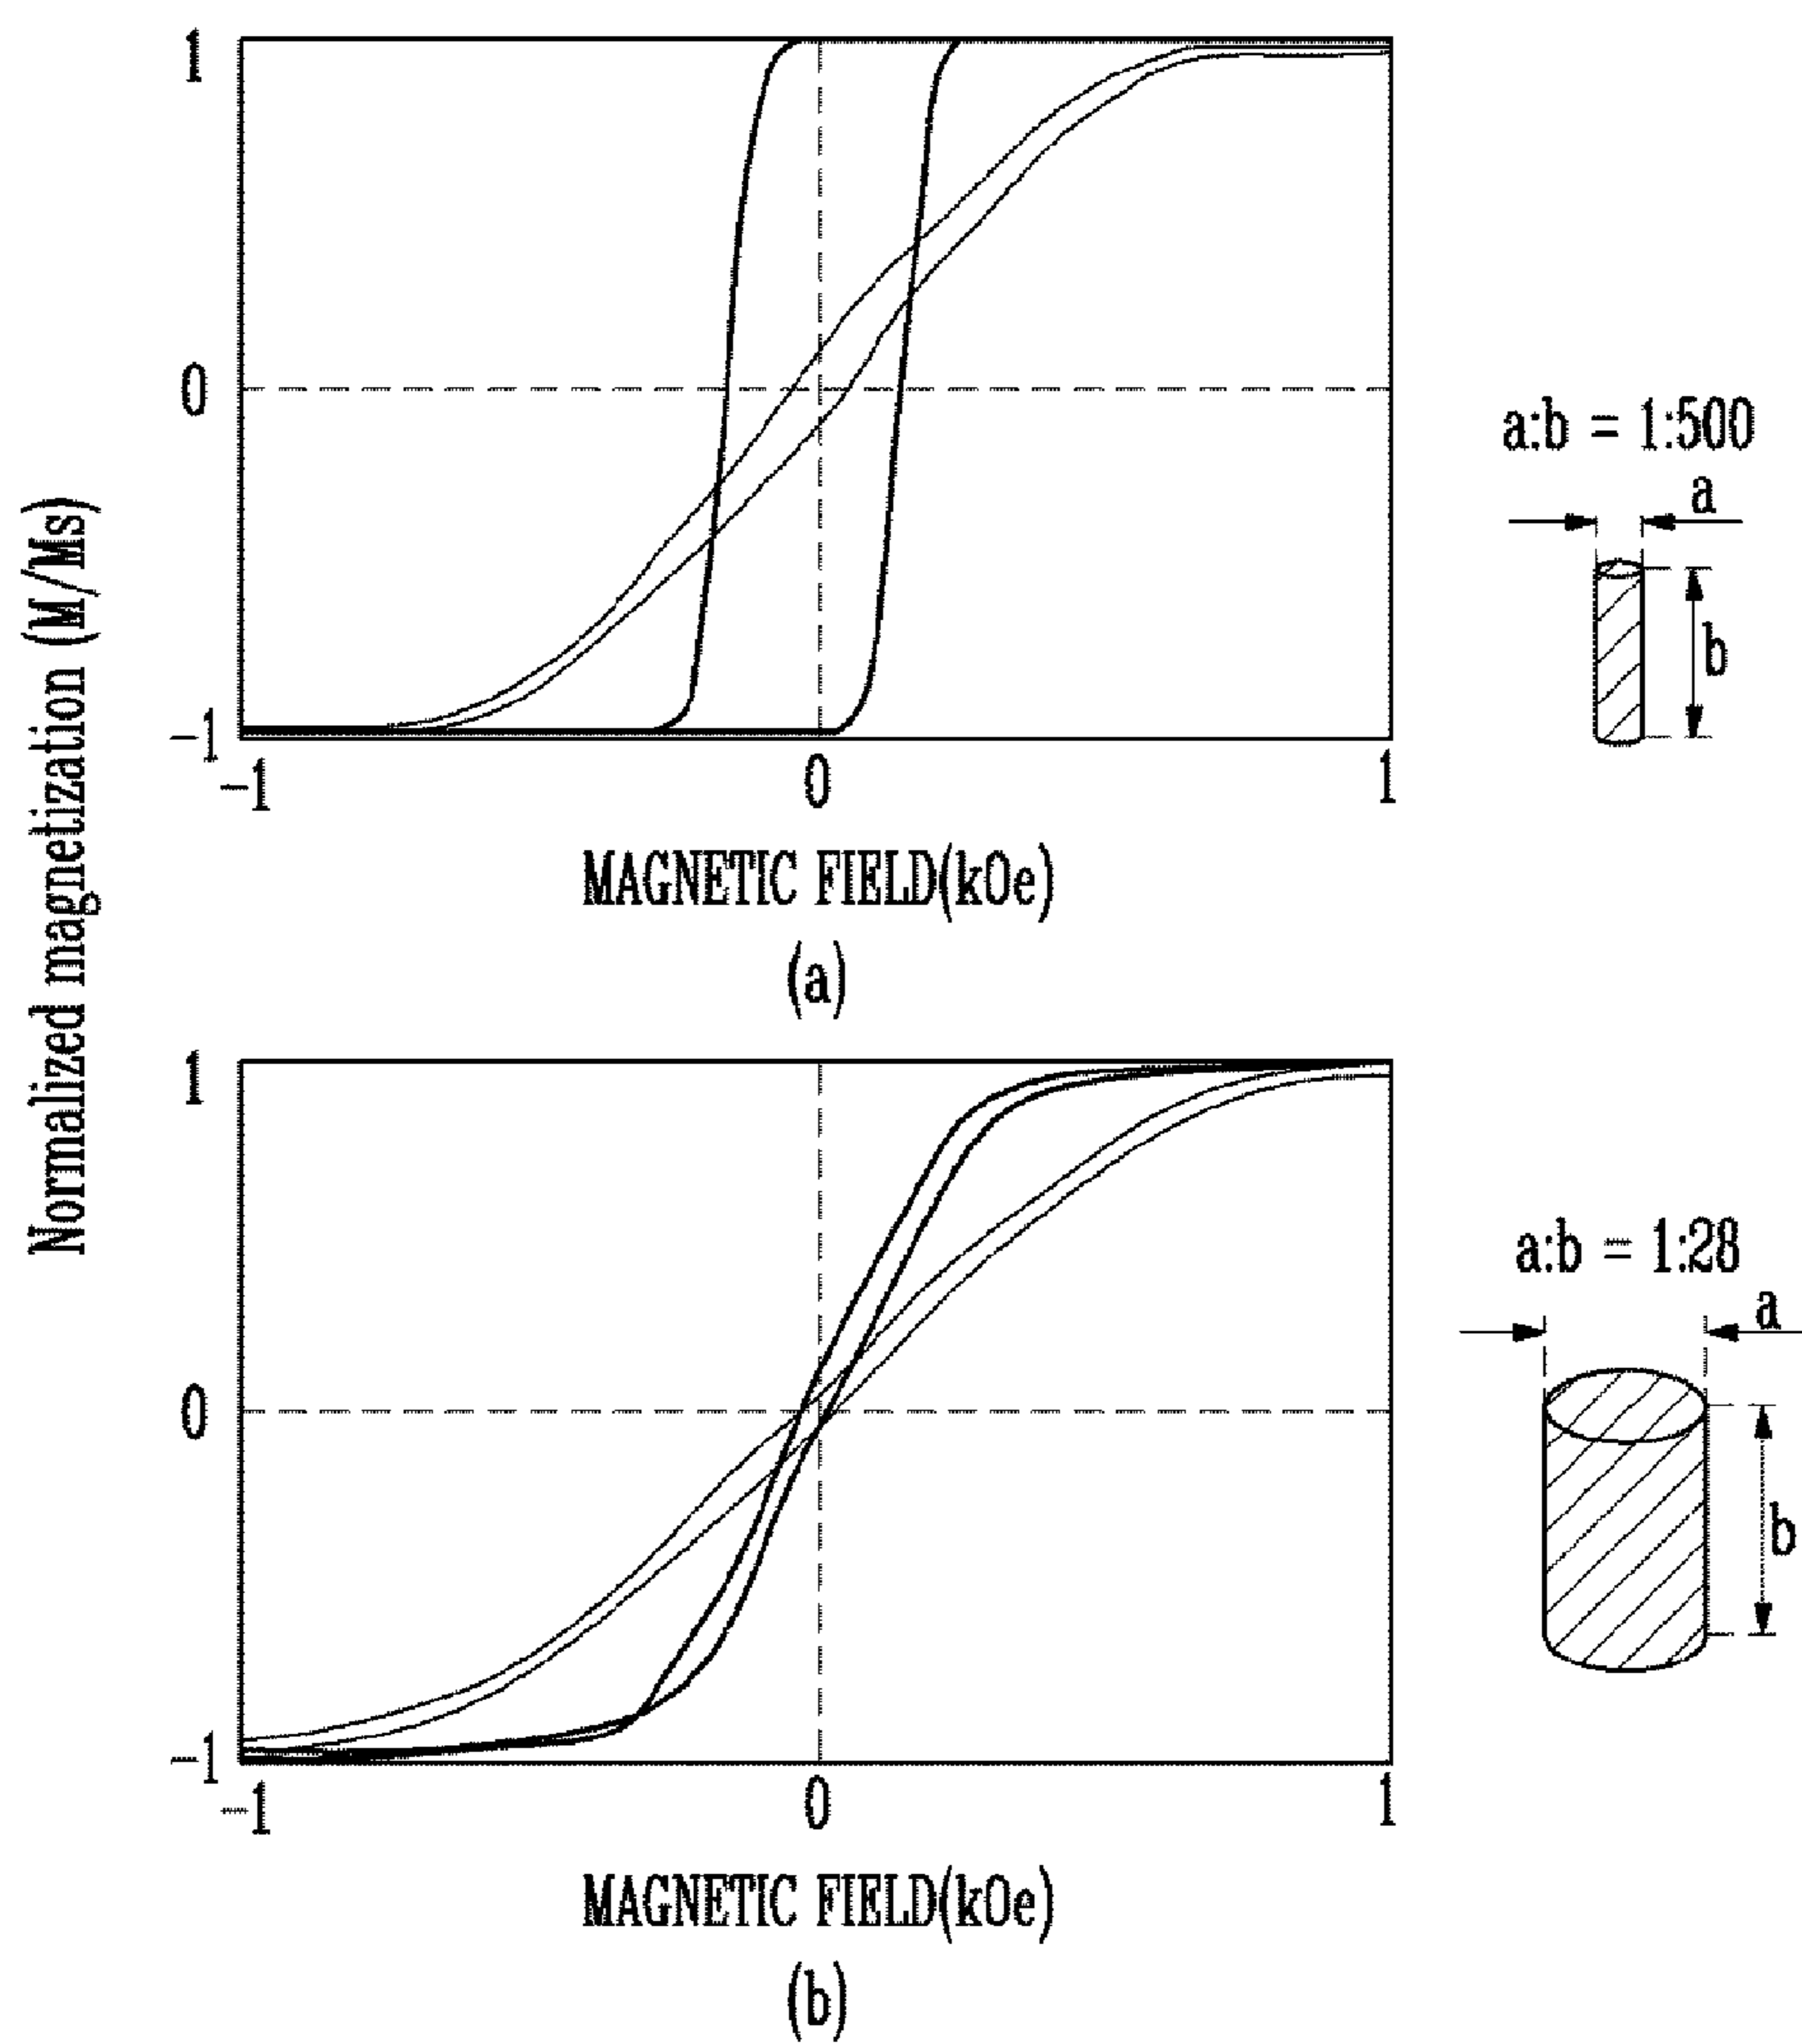 Normalized magnetization (M/Ms)
1
0
-1
-1 0 1
MAGNETIC FIELD(kOe)
(a)
a:b = 1:500
a
b
1
0
-1
-1 0 1
MAGNETIC FIELD(kOe)
(b)
a:b = 1:28
a
b